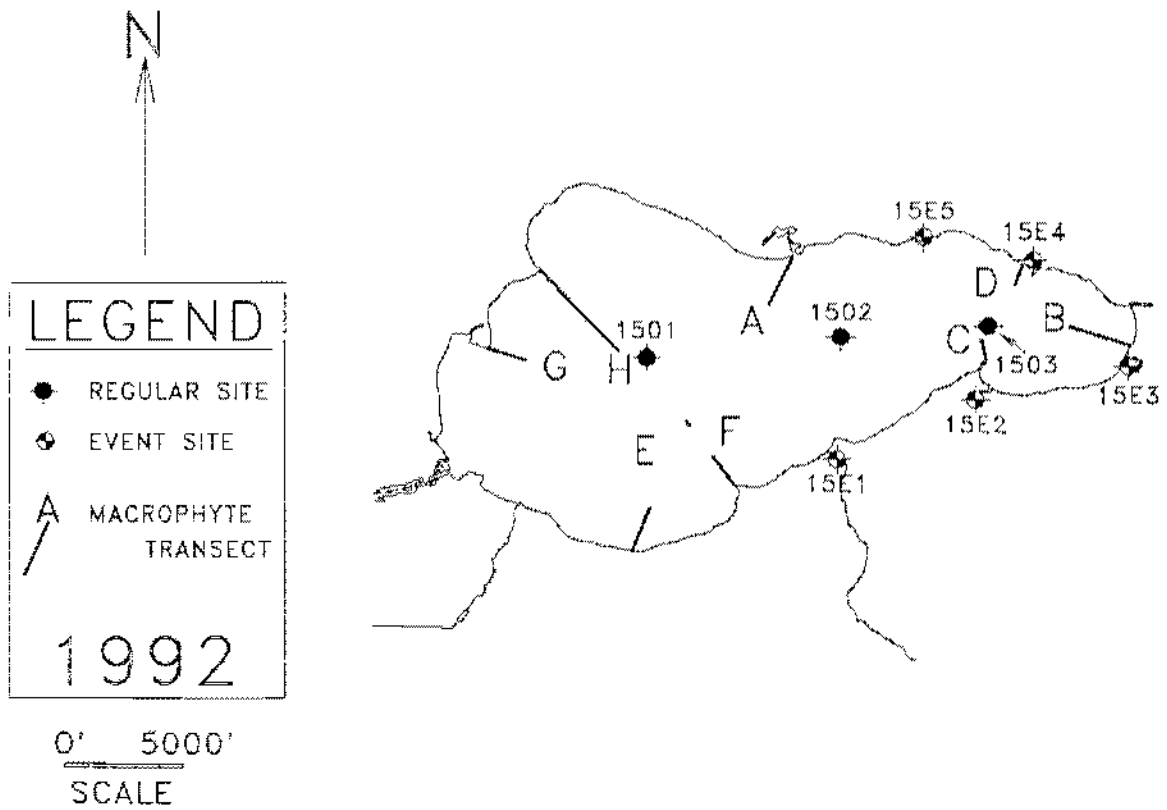 N
LEGEND
REGULAR SITE
EVENT SITE
A MACROPHYTE
TRANSECT
1992
0' 5000'
SCALE
15E5
15E4
D
A
1502
B
1501
C
1503
G
H
15E3
15E2
F
E
15E1